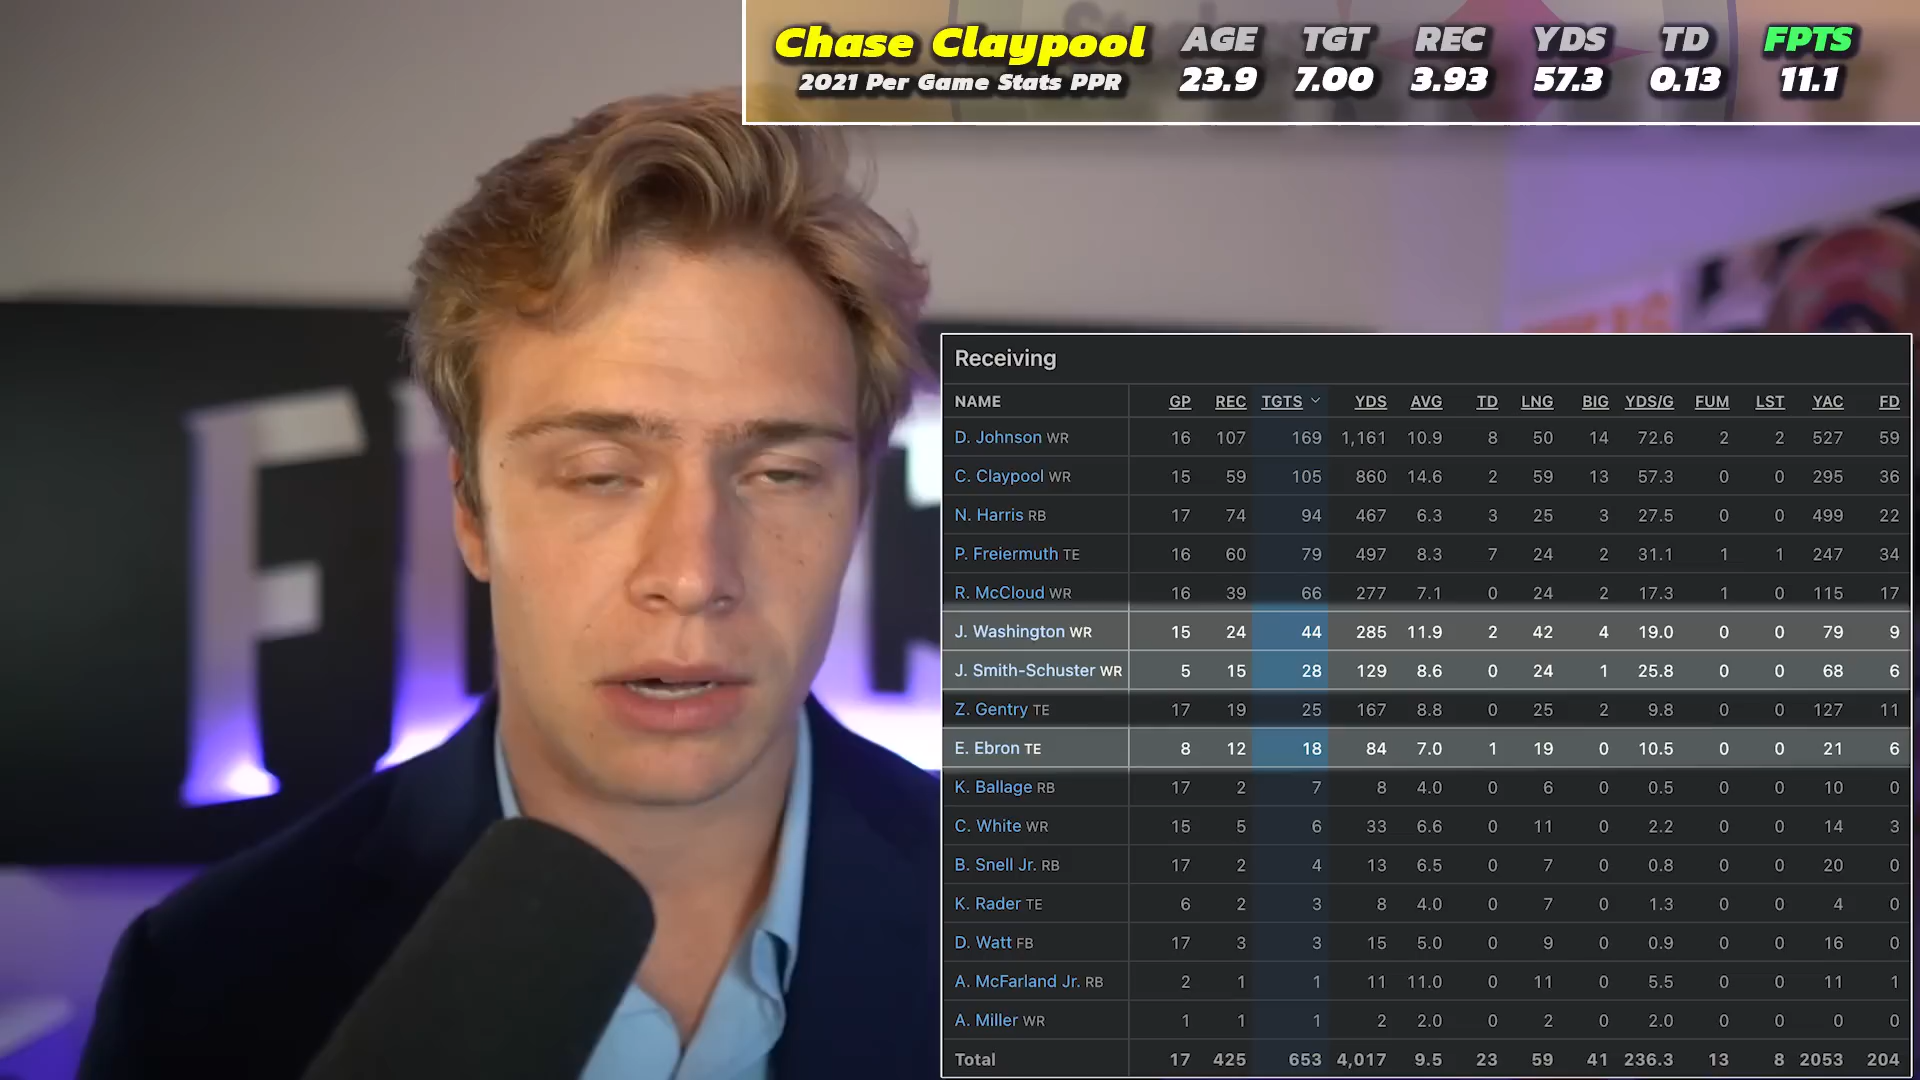 Chase Claypool AGE TGT REC YDS TD FPTS
2021 Per Game Stats PPR 23.9 7.00 3.93 57.3 0.13 11.1
Receiving
NAME GP REC TGTS YDS AVG TD LNG BIG YDS/G FUM LST YAC FD
D. Johnson WR 16 107 169 1,161 10.9 8 50 14 72.6 2 2 527 59
C. Claypool WR 15 59 105 860 14.6 2 59 13 57.3 0 0 295 36
N. Harris RB 17 74 94 467 6.3 3 25 3 27.5 0 0 499 22
P. Freiermuth TE 16 60 79 497 8.3 7 24 2 31.1 1 1 247 34
R. McCloud WR 16 39 66 277 7.1 0 24 2 17.3 1 0 115 17
J. Washington WR 15 24 44 285 11.9 2 42 4 19.0 0 0 79 9
J. Smith-Schuster WR 5 15 28 129 8.6 0 24 1 25.8 0 0 68 6
Z. Gentry TE 17 19 25 167 8.8 0 25 2 9.8 0 0 127 11
E. Ebron TE 8 12 18 84 7.0 1 19 0 10.5 0 0 21 6
K. Ballage RB 17 2 7 8 4.0 0 6 0 0.5 0 0 10 0
C. White WR 15 5 6 33 6.6 0 11 0 2.2 0 0 14 3
B. Snell Jr. RB 17 2 4 13 6.5 0 7 0 0.8 0 0 20 0
K. Rader TE 6 2 3 8 4.0 0 7 0 1.3 0 0 4 0
D. Watt FB 17 3 3 15 5.0 0 9 0 0.9 0 0 16 0
A. McFarland Jr. RB 2 1 1 11 11.0 0 11 0 5.5 0 0 11 1
A. Miller WR 1 1 1 2 2.0 0 2 0 2.0 0 0 0 0
Total 17 425 653 4,017 9.5 23 59 41 236.3 13 8 2053 204